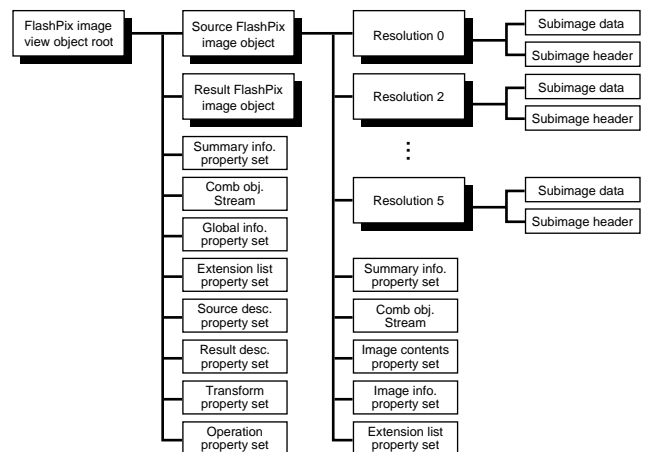 FlashPix image
view object root
Source FlashPix
image object
Result FlashPix
image object
Summary info.
property set
Comb obj.
Stream
Global info.
property set
Extension list
property set
Source desc.
property set
Result desc.
property set
Transform
property set
Operation
property set
Resolution 0
Resolution 2
⋮
Resolution 5
Summary info.
property set
Comb obj.
Stream
Image contents
property set
Image info.
property set
Extension list
property set
Subimage data
Subimage header
Subimage data
Subimage header
Subimage data
Subimage header